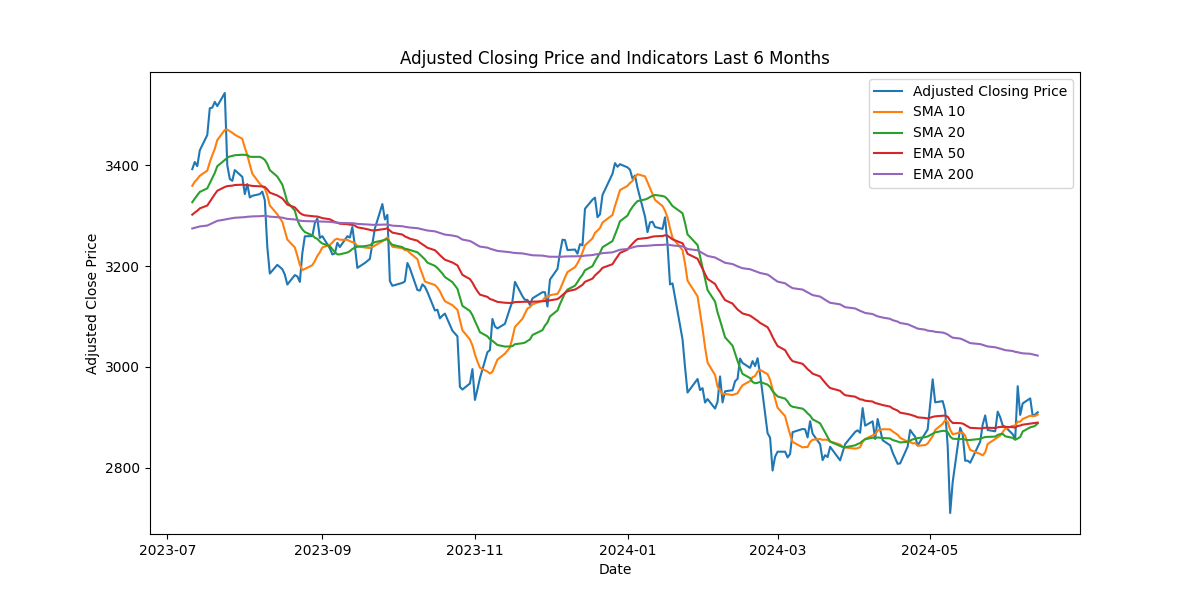 Adjusted Closing Price and Indicators Last 6 Months
Adjusted Closing Price
SMA 10
SMA 20
EMA 50
EMA 200
Adjusted Close Price
3400
3200
3000
2800
2023-07
2023-09
2023-11
2024-01
2024-03
2024-05
Date